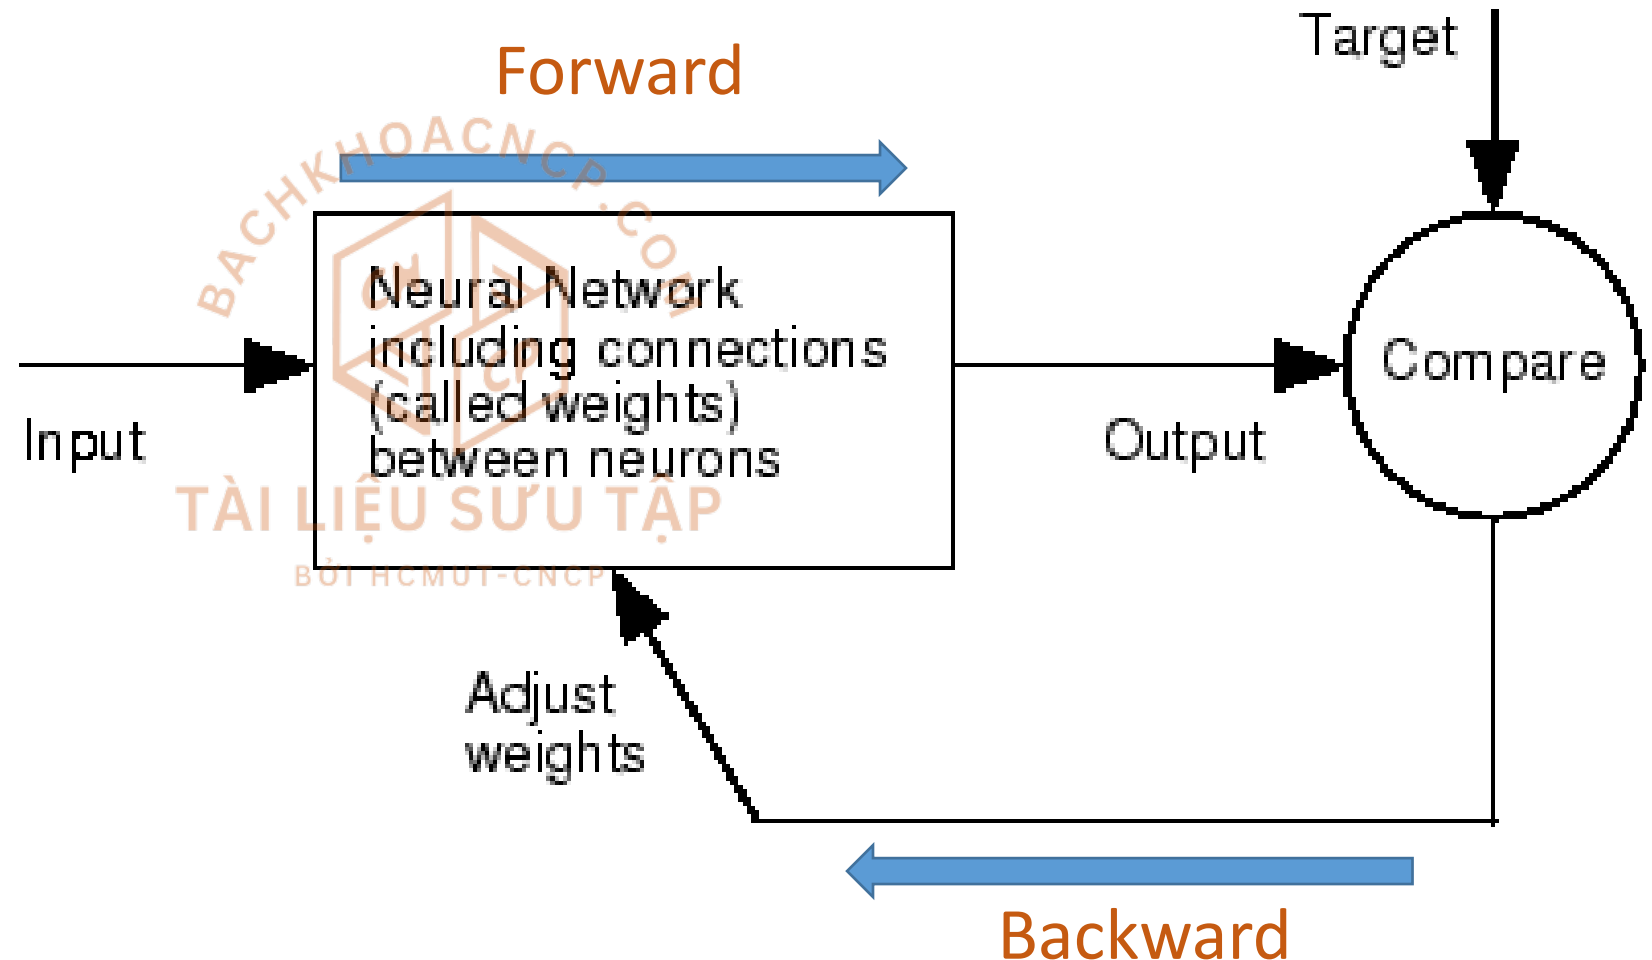 Target
Forward
BACHKHOACNCP.COM
Neural Network
including connections
(called weights)
between neurons
Compare
Input
Output
TÀI LIỆU SƯU TẬP
BỞI HCMUT-CNCP
Adjust
weights
Backward